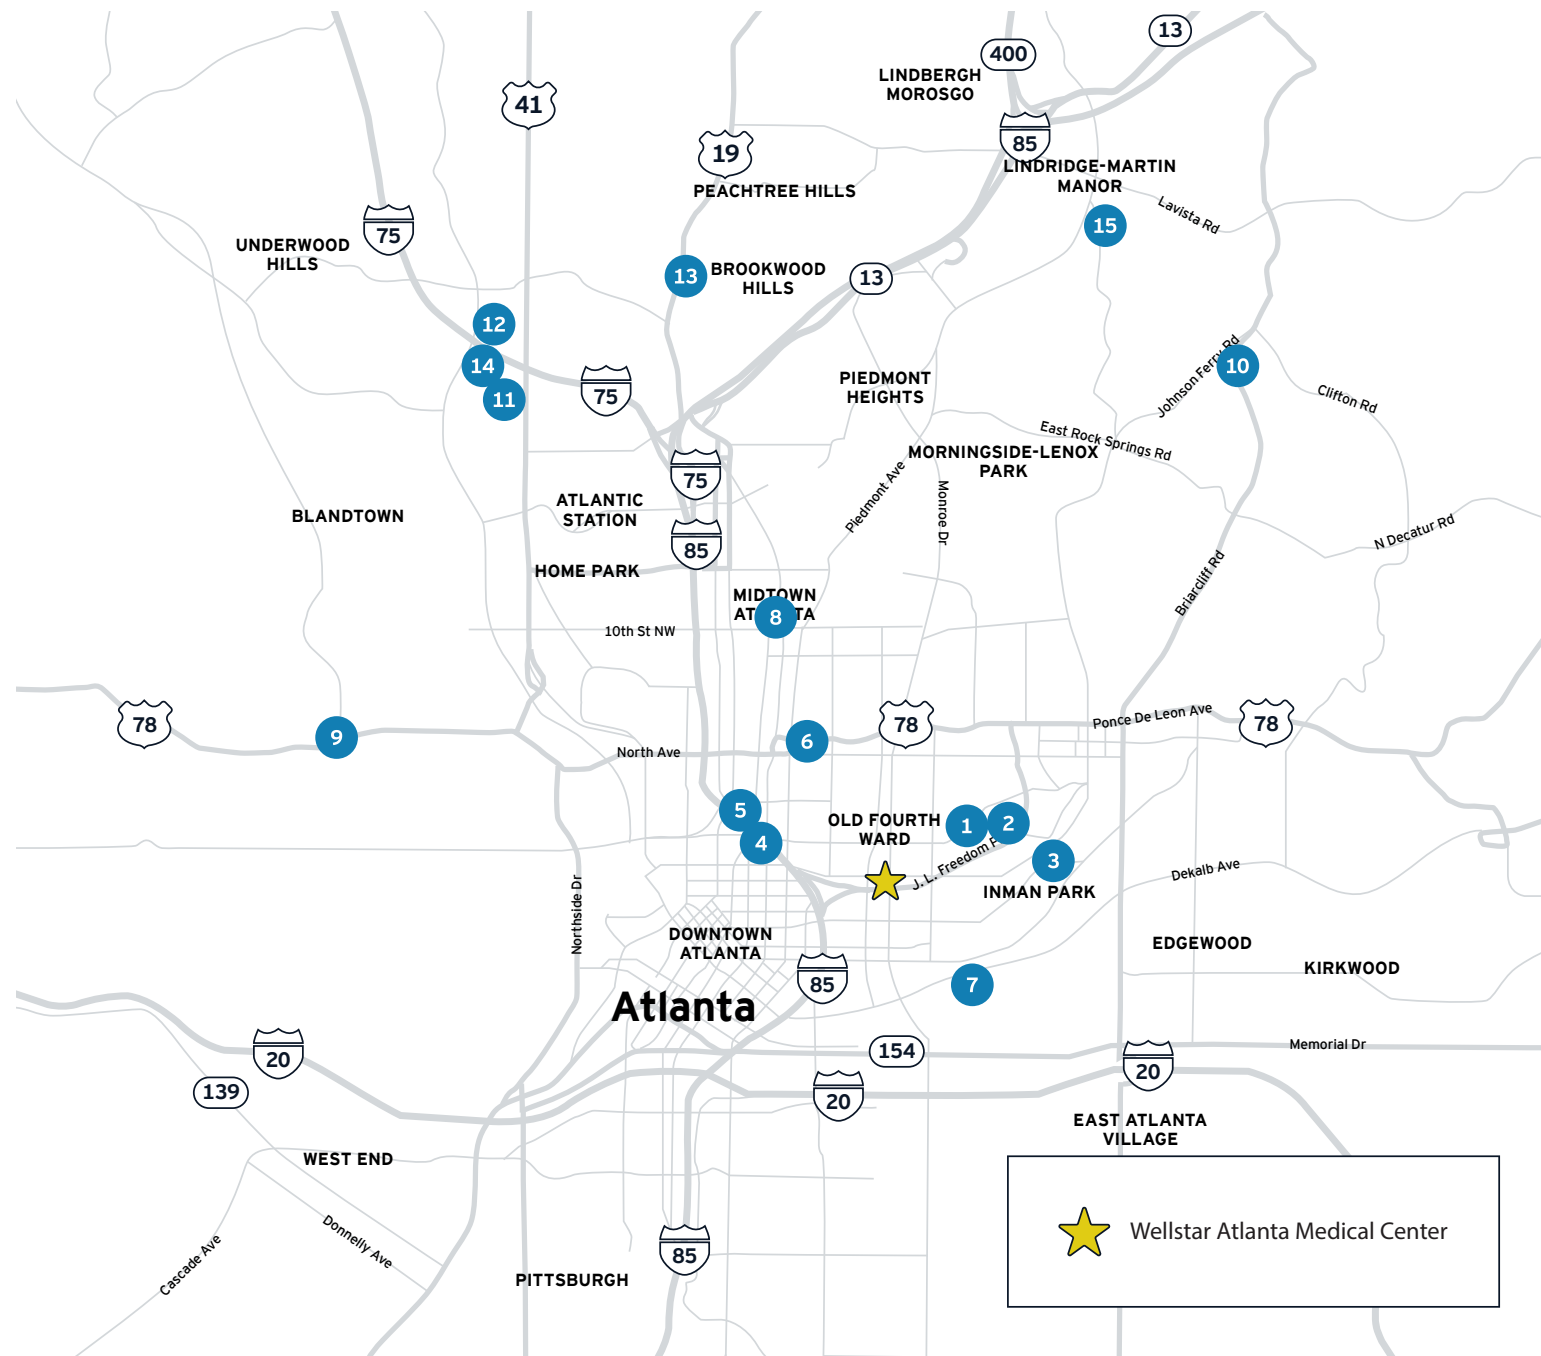 13
400
LINDBERGH
MOROSGO
41
85
19
LINDRIDGE-MARTIN
MANOR
PEACHTREE HILLS
Lavista Rd
75
15
UNDERWOOD
HILLS
13
BROOKWOOD
HILLS
13
12
14
11
75
PIEDMONT
HEIGHTS
Johnson Ferry Rd
10
Clifton Rd
East Rock Springs Rd
MORNINGSIDE-LENOX
PARK
75
Piedmont Ave
Monroe Dr
ATLANTIC
STATION
BLANDTOWN
85
N Decatur Rd
HOME PARK
Briarcliff Rd
MIDTOWN
8
10th St NW
78
9
6
78
Ponce De Leon Ave
78
North Ave
5
4
OLD FOURTH
WARD
1
2
3
J. L. Freedom
INMAN PARK
Dekalb Ave
Northside Dr
DOWNTOWN
ATLANTA
EDGEWOOD
KIRKWOOD
85
7
Atlanta
20
154
Memorial Dr
20
139
20
EAST ATLANTA
VILLAGE
WEST END
Donnelly Ave
Cascade Ave
85
PITTSBURGH
Wellstar Atlanta Medical Center